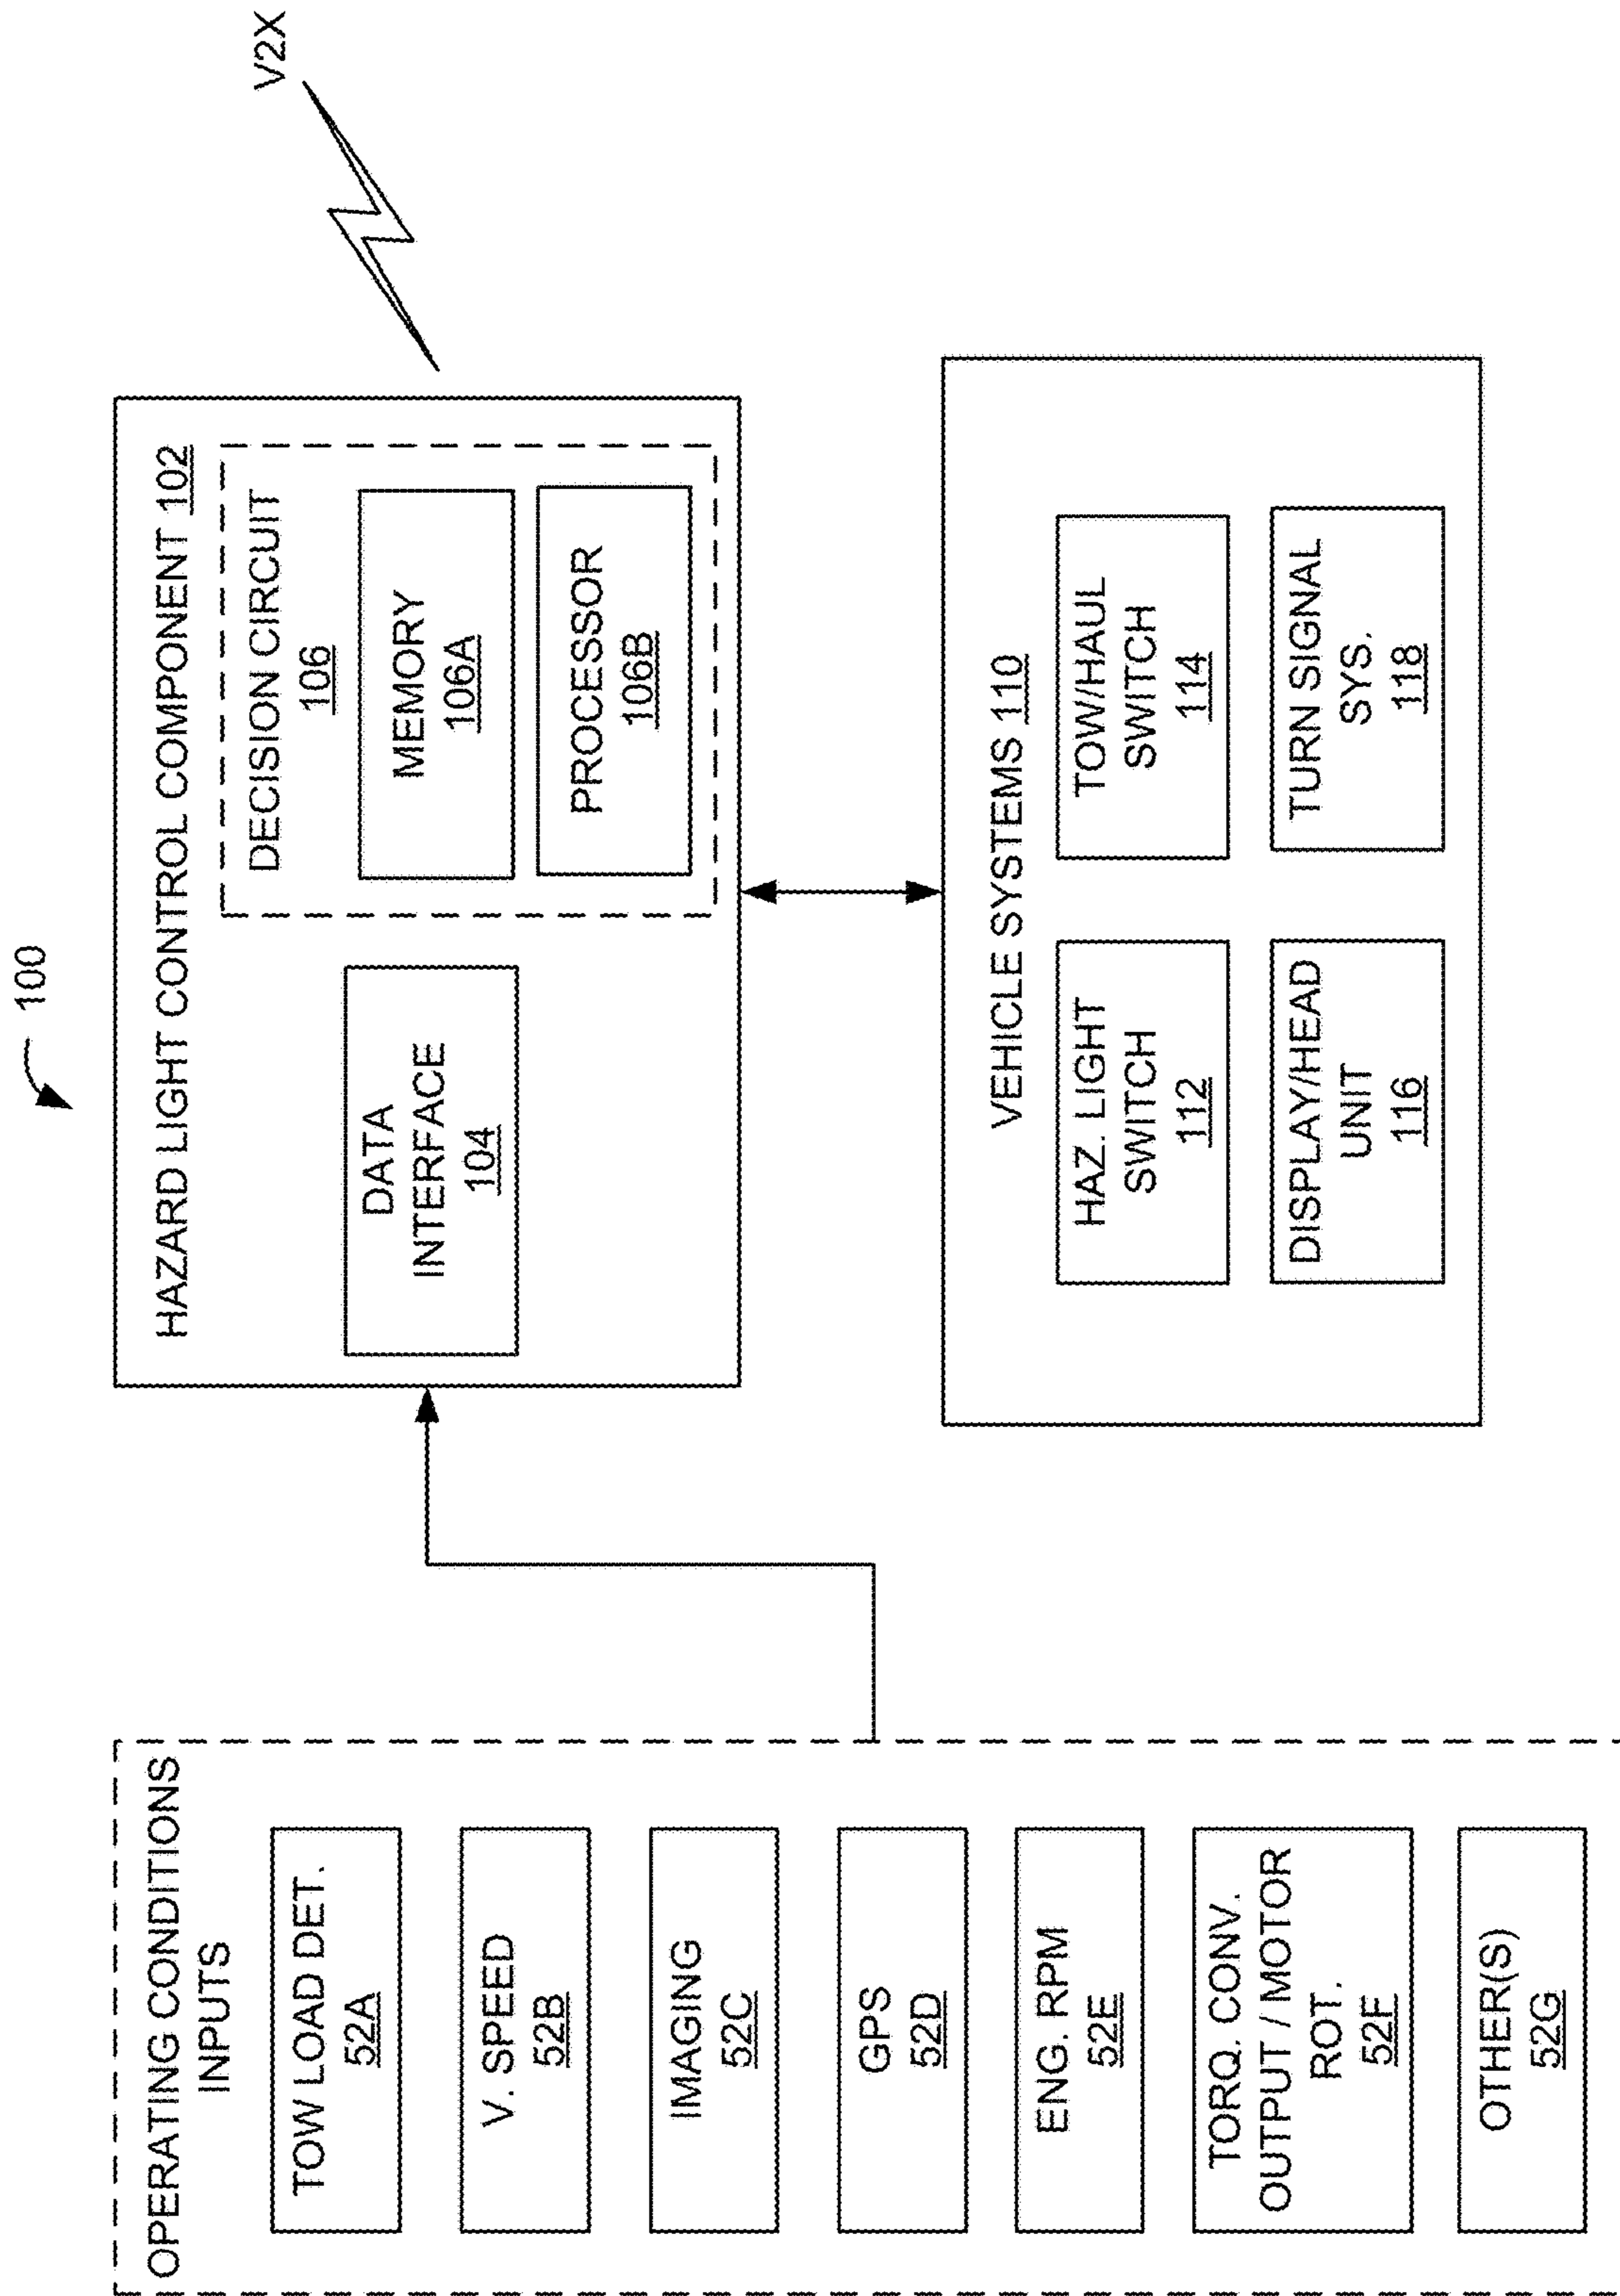 100
OPERATING CONDITIONS
INPUTS
TOW LOAD DET.
52A
V. SPEED
52B
IMAGING
52C
GPS
52D
ENG. RPM
52E
TORQ. CONV.
OUTPUT / MOTOR
ROT.
52F
OTHER(S)
52G
HAZARD LIGHT CONTROL COMPONENT 102
DATA
INTERFACE
104
DECISION CIRCUIT
106
MEMORY
106A
PROCESSOR
106B
V2X
VEHICLE SYSTEMS 110
HAZ. LIGHT
SWITCH
112
TOW/HAUL
SWITCH
114
DISPLAY/HEAD
UNIT
116
TURN SIGNAL
SYS.
118